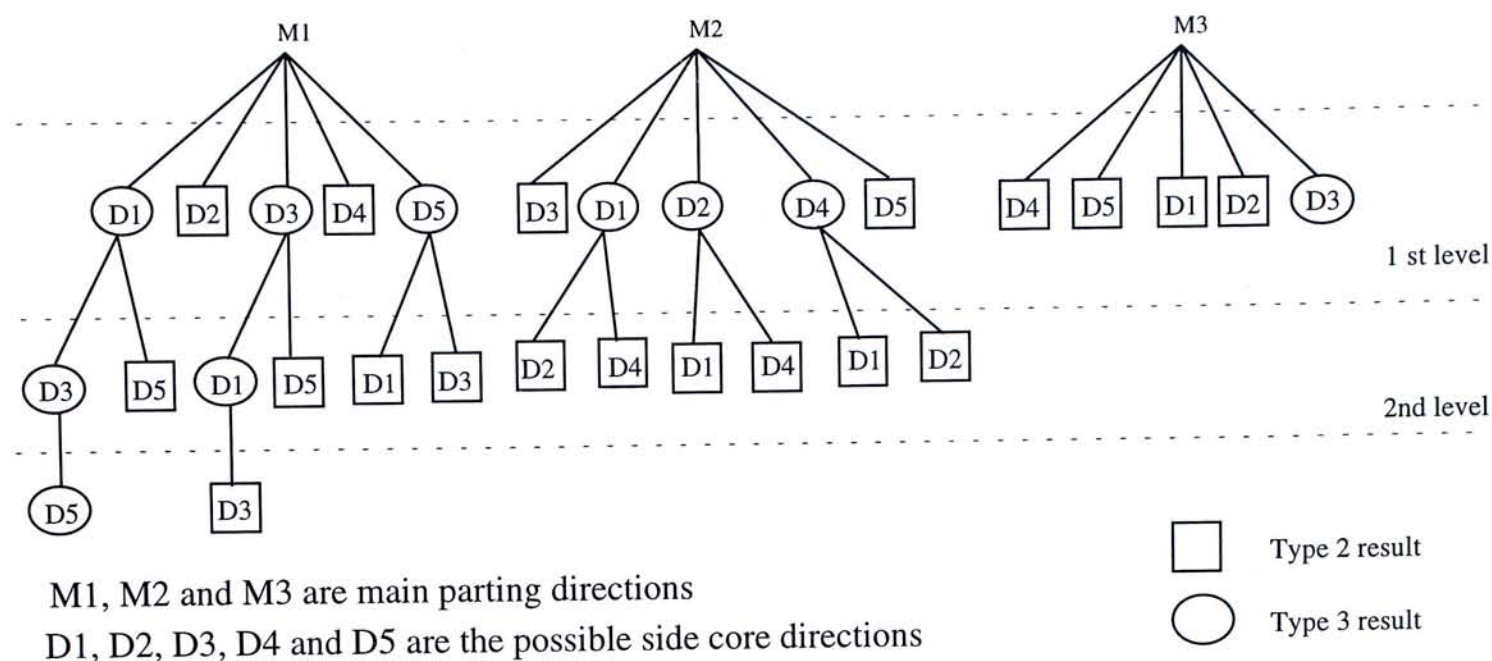 M1 M2 M3
D1 D2 D3 D4 D5 D3 D1 D2 D4 D5 D4 D5 D1 D2 D3
1 st level
D3 D5 D1 D5 D1 D3 D2 D4 D1 D4 D1 D2
2nd level
D5 D3
Type 2 result
M1, M2 and M3 are main parting directions
Type 3 result
D1, D2, D3, D4 and D5 are the possible side core directions